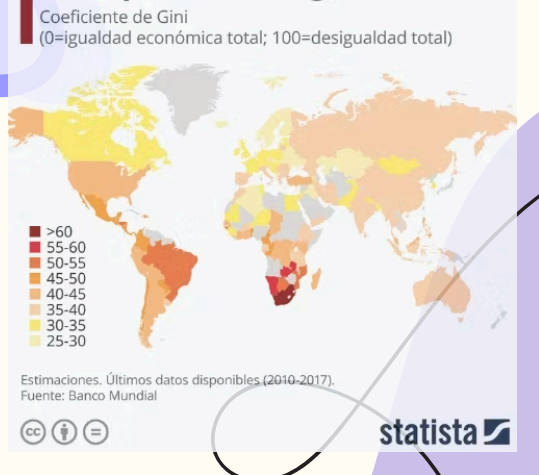 Coeficiente de Gini
(0=igualdad económica total; 100=desigualdad total)
>60
55-60
50-55
45-50
40-45
35-40
30-35
25-30
Estimaciones. Últimos datos disponibles (2010-2017).
Fuente: Banco Mundial
cc
statista